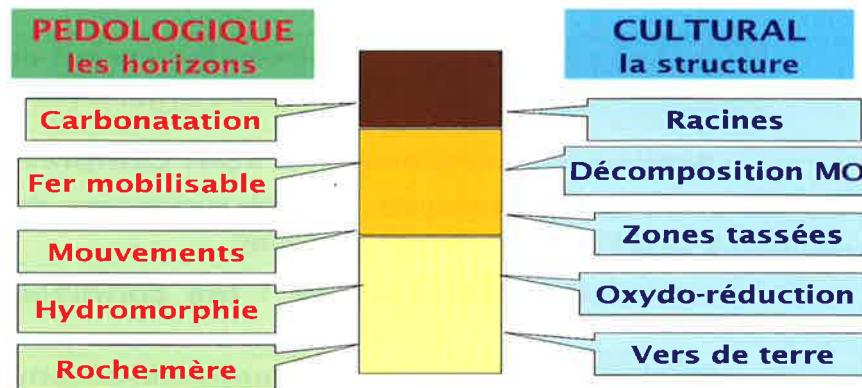 PEDOLOGIQUE
les horizons
CULTURAL
la structure
Carbonatation
Racines
Fer mobilisable
Décomposition MO
Mouvements
Zones tassées
Hydromorphie
Oxydo-réduction
Roche-mère
Vers de terre